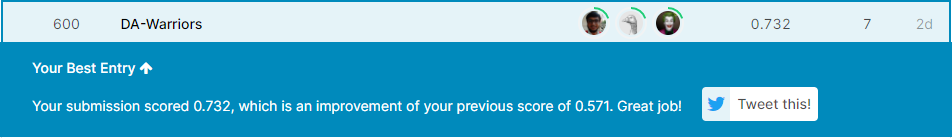 600 DA-Warriors 0.732 7 2d
Your Best Entry
Your submission scored 0.732, which is an improvement of your previous score of 0.571. Great job! Tweet this!